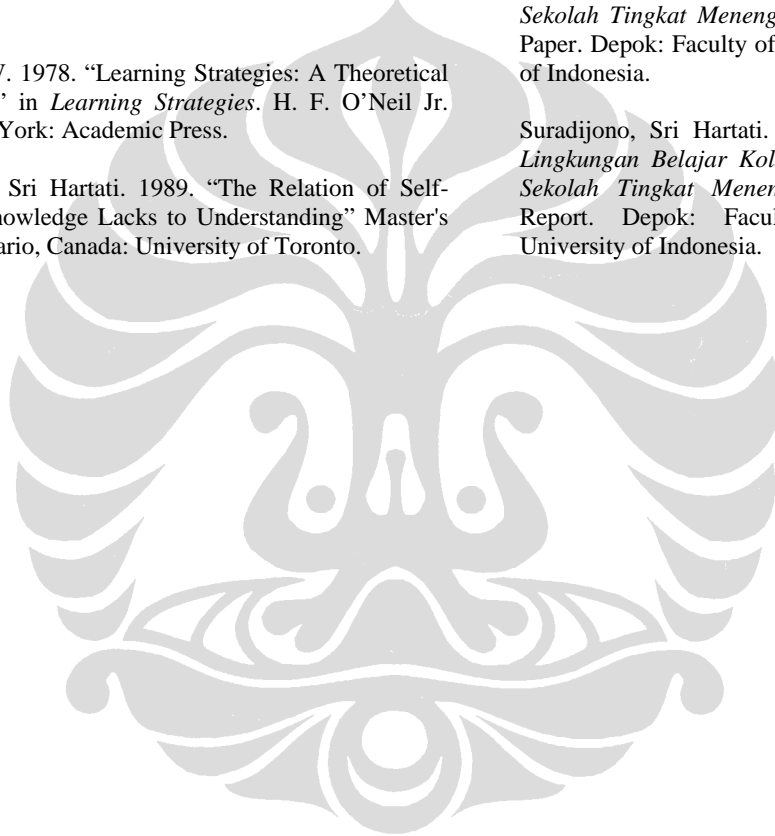 V. 1978. “Learning Strategies: A Theoretical
” in Learning Strategies. H. F. O’Neil Jr.
York: Academic Press.
Sri Hartati. 1989. “The Relation of Self-
nowledge Lacks to Understanding” Master's
ario, Canada: University of Toronto.
Sekolah Tingkat Meneng
Paper. Depok: Faculty of
of Indonesia.
Suradijono, Sri Hartati.
Lingkungan Belajar Kol
Sekolah Tingkat Menen
Report. Depok: Facul
University of Indonesia.